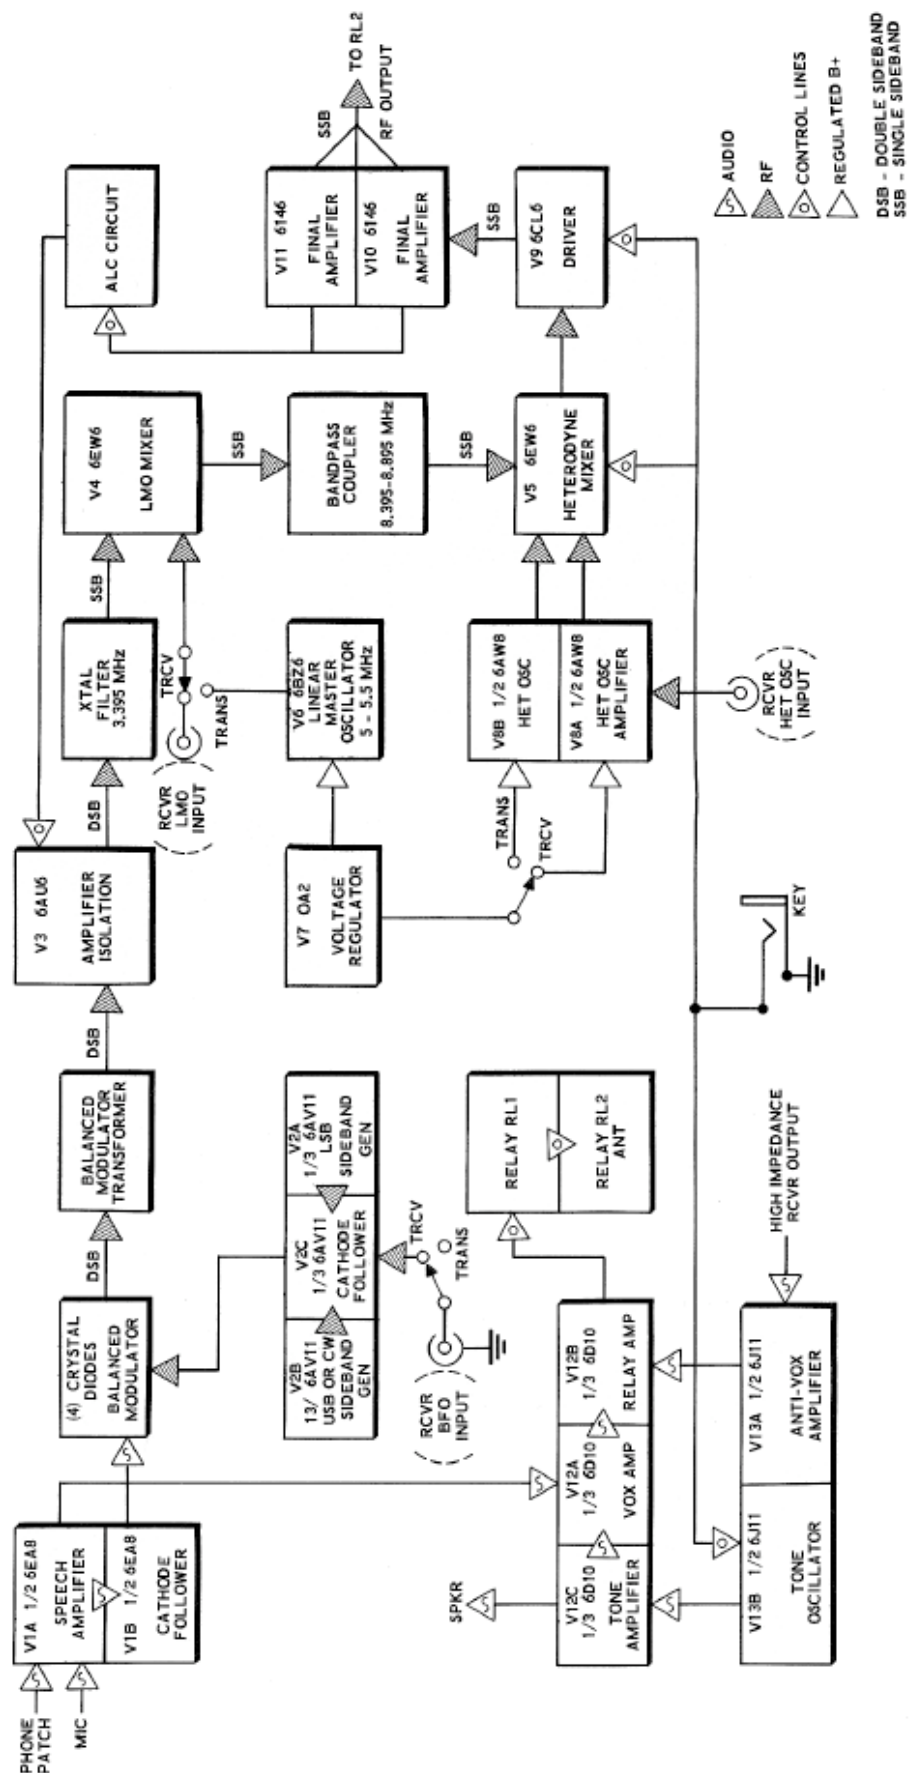 PHONE
PATCH
MIC
V1A 1/2 6EA8
SPEECH
AMPLIFIER
V1B 1/2 6EA8
CATHODE
FOLLOWER
(4) CRYSTAL
DIODES
BALANCED
MODULATOR
DSB
BALANCED
MODULATOR
TRANSFORMER
DSB
V3 6AU6
AMPLIFIER
ISOLATION
DSB
XTAL
FILTER
3.395 MHz
SSB
V4 6EW6
LMO MIXER
ALC CIRCUIT
V2B
13/ 6AV11
USB OR CW
SIDEBAND
GEN
V2C
1/3 6AV11
CATHODE
FOLLOWER
V2A
1/3 6AV11
LSB
SIDEBAND
GEN
TRCV
TRANS
RCVR
BFO
INPUT
V7 OA2
VOLTAGE
REGULATOR
V6 6BZ6
LINEAR
MASTER
OSCILLATOR
5 - 5.5 MHz
RCVR
LMO
INPUT
TRCV
TRANS
SSB
BANDPASS
COUPLER
8.395-8.895 MHz
SSB
V11 6146
FINAL
AMPLIFIER
V10 6146
FINAL
AMPLIFIER
SSB
TO RL2
RF OUTPUT
SPKR
V12C
1/3 6D10
TONE
AMPLIFIER
V12A
1/3 6D10
VOX AMP
V12B
1/3 6D10
RELAY AMP
RELAY RL1
RELAY RL2
ANT
TRANS
TRCV
V8B 1/2 6AW8
HET OSC
V8A 1/2 6AW8
HET OSC
AMPLIFIER
RCVR
HET OSC
INPUT
V5 6EW6
HETERODYNE
MIXER
V9 6CL6
DRIVER
SSB
V13B 1/2 6J11
TONE
OSCILLATOR
V13A 1/2 6J11
ANTI-VOX
AMPLIFIER
HIGH IMPEDANCE
RCVR OUTPUT
KEY
AUDIO
RF
CONTROL LINES
REGULATED B+
DSB - DOUBLE SIDEBAND
SSB - SINGLE SIDEBAND